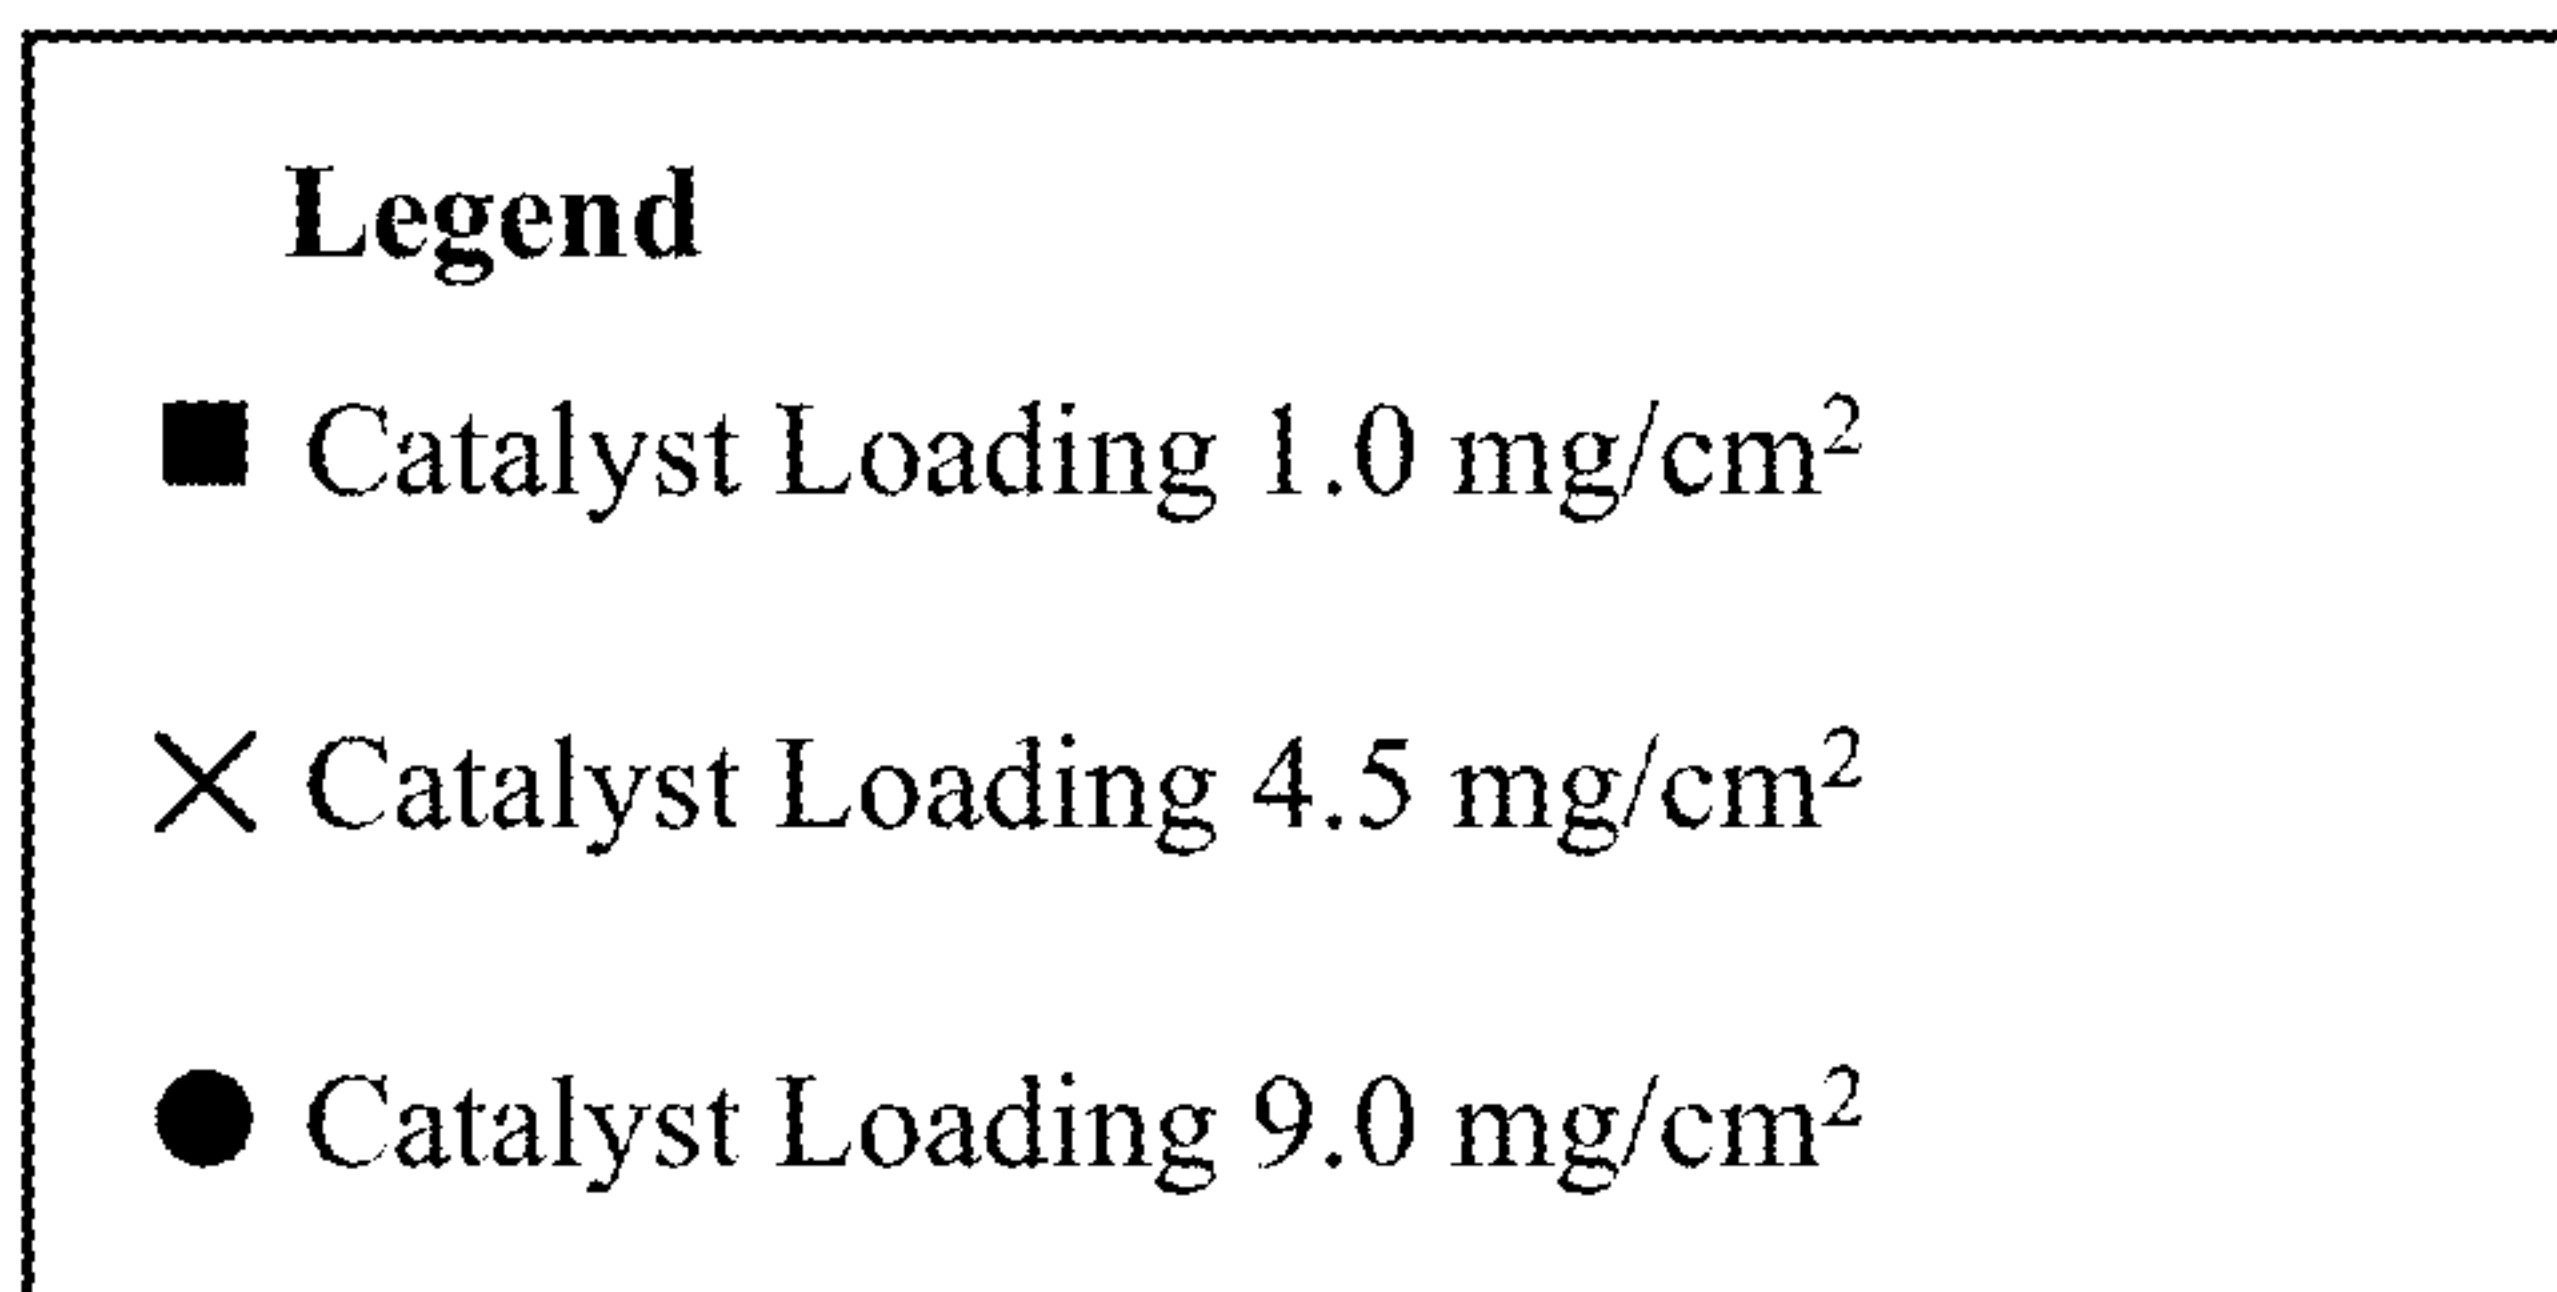 Legend
■ Catalyst Loading 1.0 mg/cm²
× Catalyst Loading 4.5 mg/cm²
● Catalyst Loading 9.0 mg/cm²